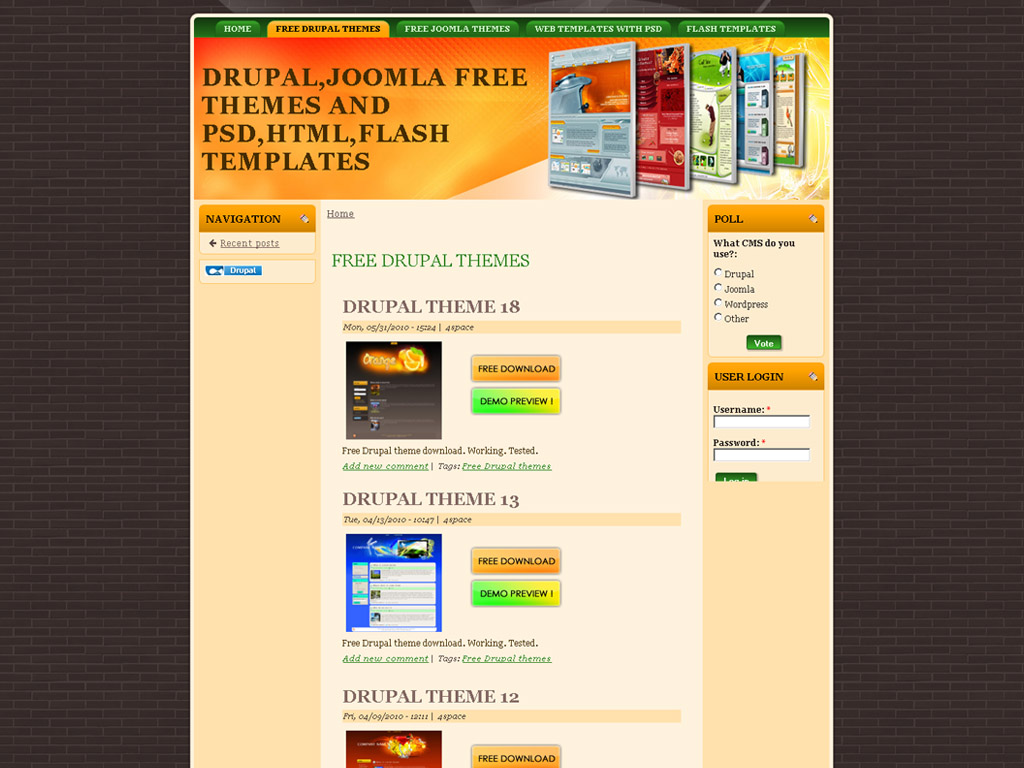 HOME
FREE DRUPAL THEMES
FREE JOOMLA THEMES
WEB TEMPLATES WITH PSD
FLASH TEMPLATES
DRUPAL,JOOMLA FREE
THEMES AND
PSD,HTML,FLASH
TEMPLATES
NAVIGATION
Recent posts
Drupal
Home
FREE DRUPAL THEMES
DRUPAL THEME 18
Mon, 05/31/2010 - 15:24 | 4space
Orange
FREE DOWNLOAD
DEMO PREVIEW !
Free Drupal theme download. Working. Tested.
Add new comment | Tags: Free Drupal themes
DRUPAL THEME 13
Tue, 04/13/2010 - 10:47 | 4space
FREE DOWNLOAD
DEMO PREVIEW !
Free Drupal theme download. Working. Tested.
Add new comment | Tags: Free Drupal themes
DRUPAL THEME 12
Fri, 04/09/2010 - 12:11 | 4space
FREE DOWNLOAD
POLL
What CMS do you
use?:
Drupal
Joomla
Wordpress
Other
Vote
USER LOGIN
Username: *
Password: *
Log in